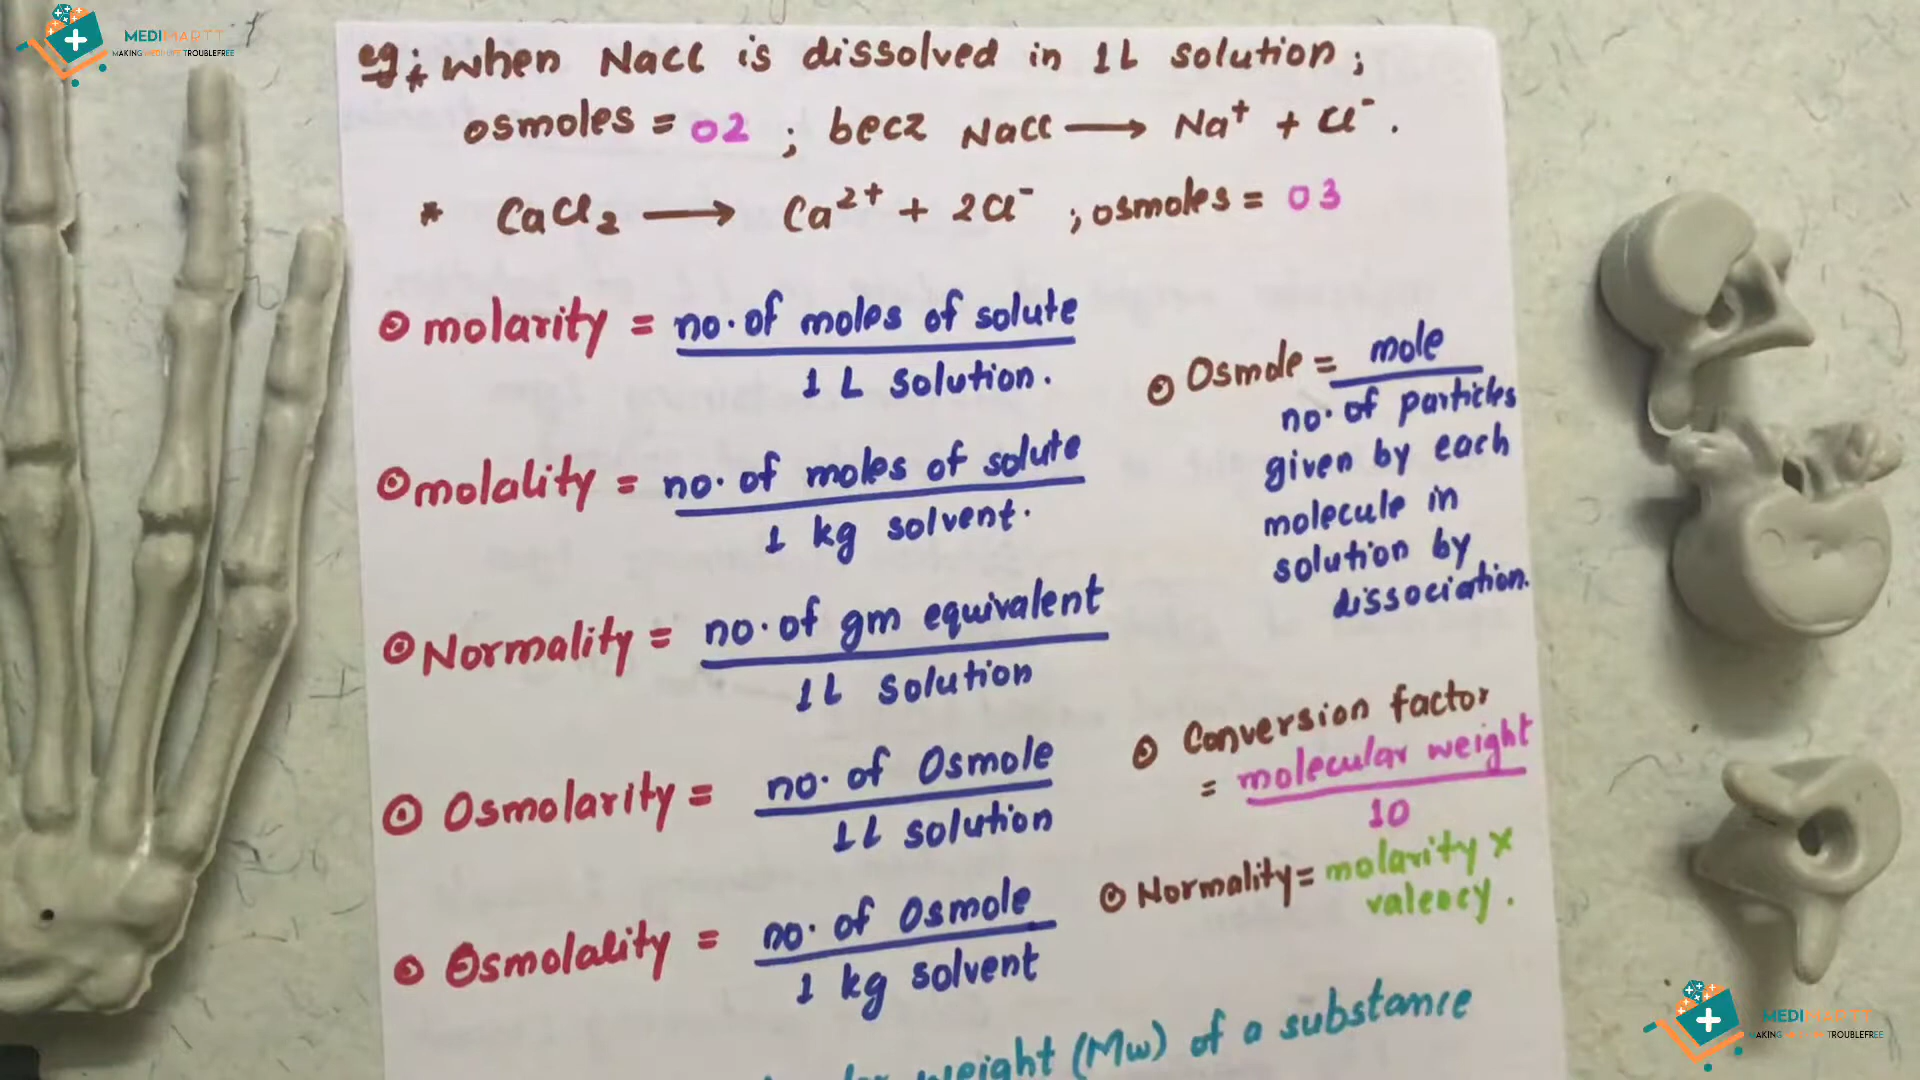 MEDIMARTT
MAKING MEDI LIFE TROUBLEFREE
eg; * when NaCl is dissolved in 1L solution;
osmoles = 02 ; becz NaCl ⟶ Na⁺ + Cl⁻.
* CaCl₂ ⟶ Ca²⁺ + 2Cl⁻ ; osmoles = 03
⊙ molarity = no. of moles of solute
1 L solution.
⊙ molality = no. of moles of solute
1 kg solvent.
⊙ Normality = no. of gm equivalent
1L solution
⊙ Osmolarity = no. of Osmole
1L solution
⊙ Osmolality = no. of Osmole
1 kg solvent
⊙ Osmole = mole
no. of particles
given by each
molecule in
solution by
dissociation.
⊙ Conversion factor
= molecular weight
10
⊙ Normality = molarity x
valency.
weight (Mw) of a substance
MEDIMARTT
MAKING MEDI LIFE TROUBLEFREE